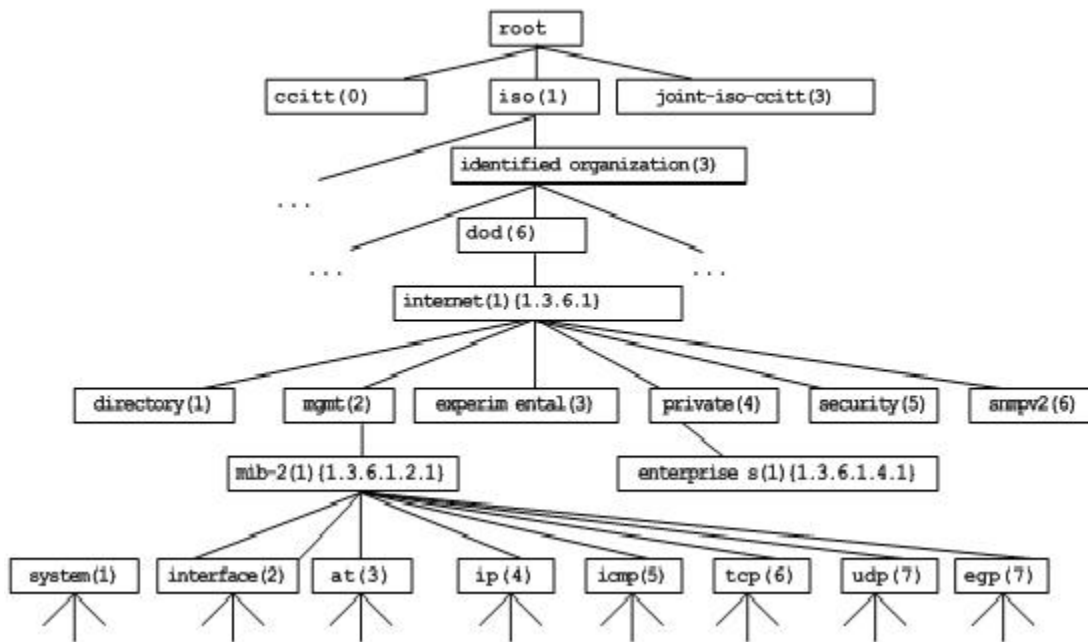 root
ccitt(0)
iso(1)
joint-iso-ccitt(3)
identified organization(3)
...
dod(6)
...
...
internet(1){1.3.6.1}
directory(1)
mgmt(2)
experim ental(3)
private(4)
security(5)
snmpv2(6)
mib-2(1){1.3.6.1.2.1}
enterprise s(1){1.3.6.1.4.1}
system(1)
interface(2)
at(3)
ip(4)
icmp(5)
tcp(6)
udp(7)
egp(7)